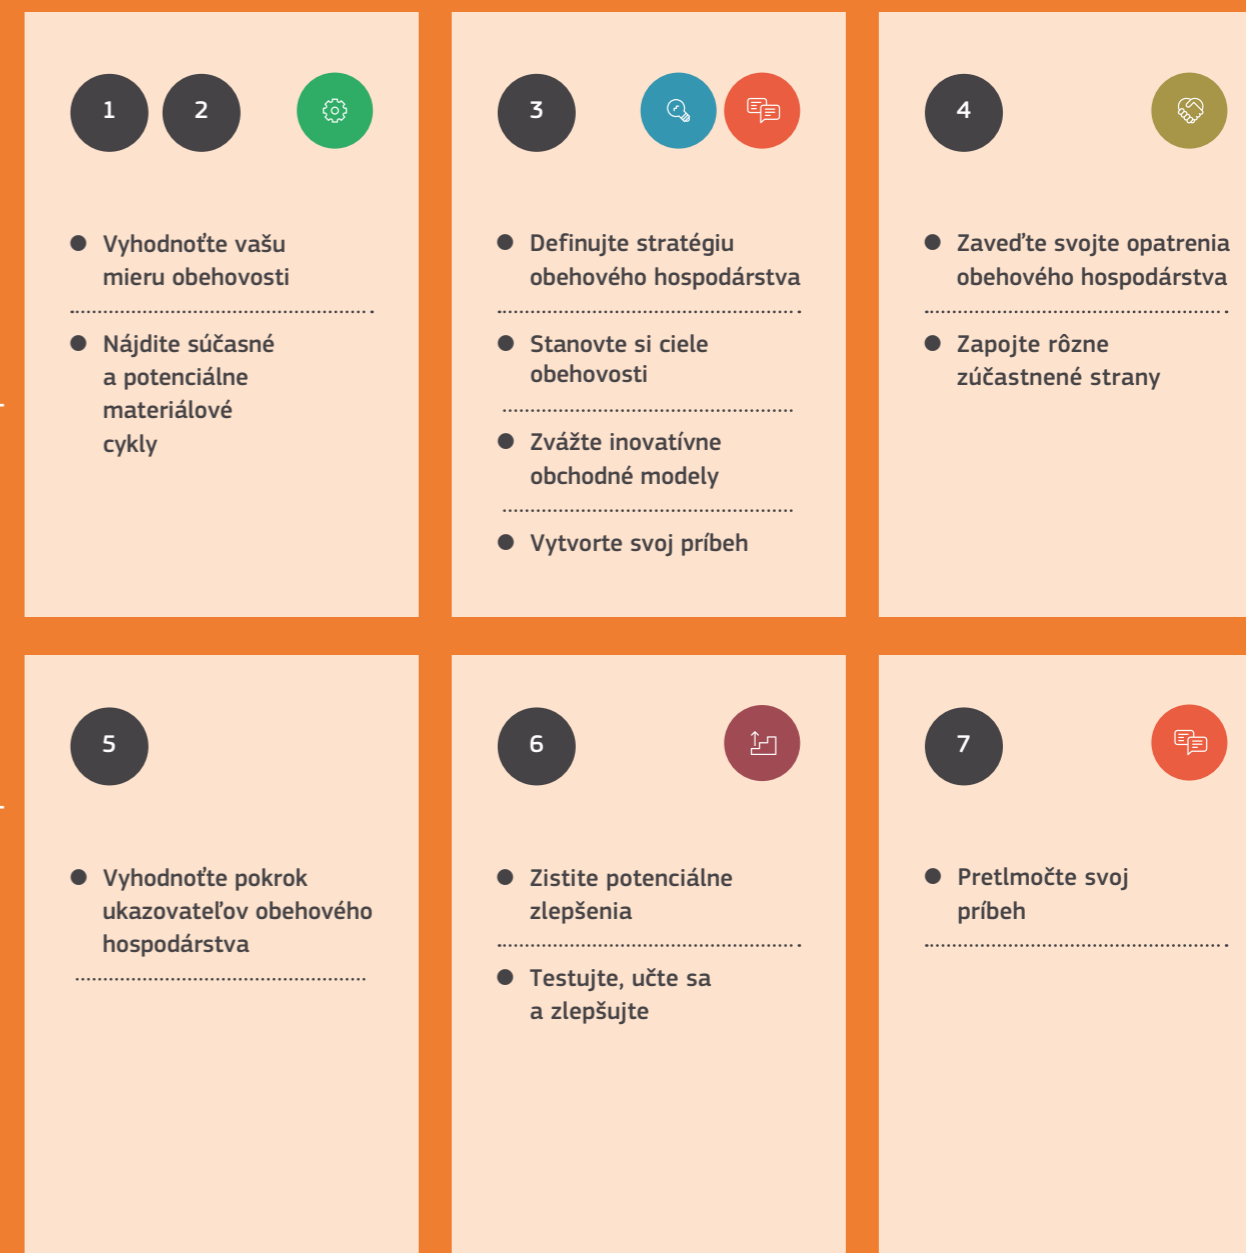 1 2
Vyhodnoťte vašu
mieru obehovosti
Nájdite súčasné
a potenciálne
materiálové
cykly
3
Definujte stratégiu
obehového hospodárstva
Stanovte si ciele
obehovosti
Zvážte inovatívne
obchodné modely
Vytvorte svoj príbeh
4
Zaveďte svojte opatrenia
obehového hospodárstva
Zapojte rôzne
zúčastnené strany
5
Vyhodnoťte pokrok
ukazovateľov obehového
hospodárstva
6
Zistite potenciálne
zlepšenia
Testujte, učte sa
a zlepšujte
7
Pretlmočte svoj
príbeh